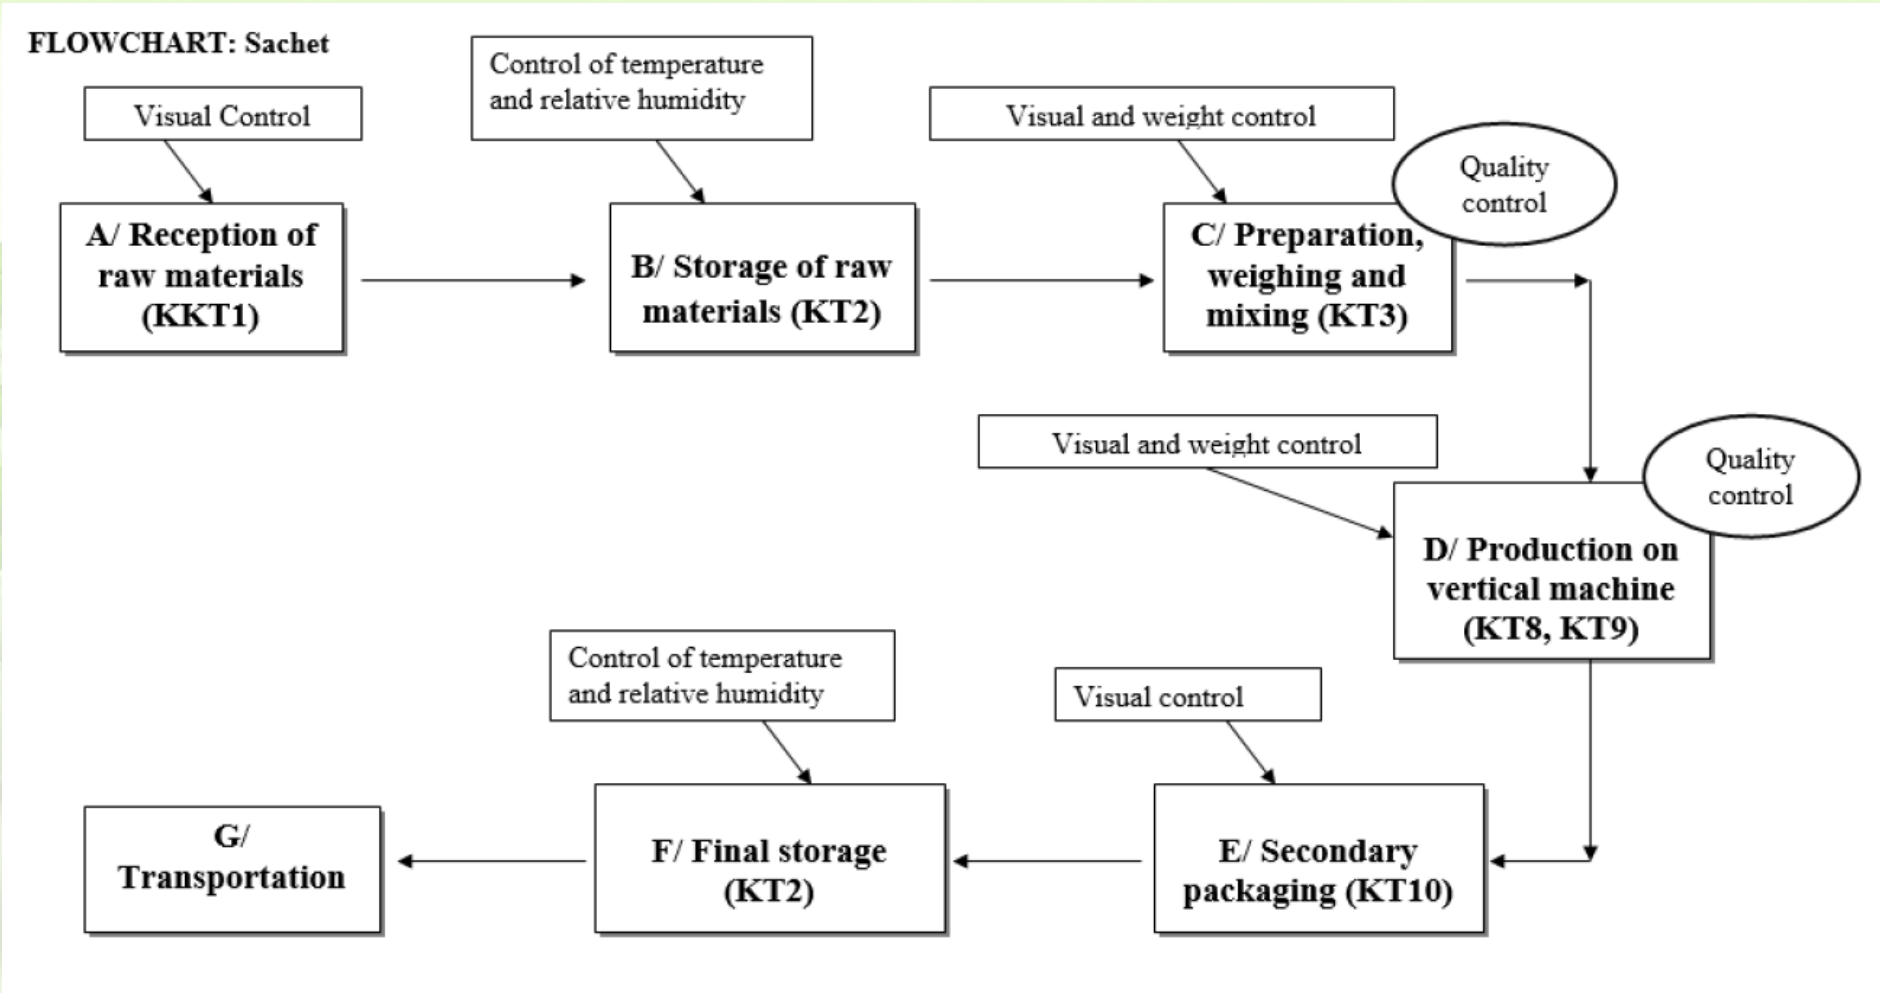 FLOWCHART: Sachet
Visual Control
Control of temperature
and relative humidity
Visual and weight control
Quality
control
A/ Reception of
raw materials
(KKT1)
B/ Storage of raw
materials (KT2)
C/ Preparation,
weighing and
mixing (KT3)
Visual and weight control
Quality
control
D/ Production on
vertical machine
(KT8, KT9)
Control of temperature
and relative humidity
Visual control
G/
Transportation
F/ Final storage
(KT2)
E/ Secondary
packaging (KT10)